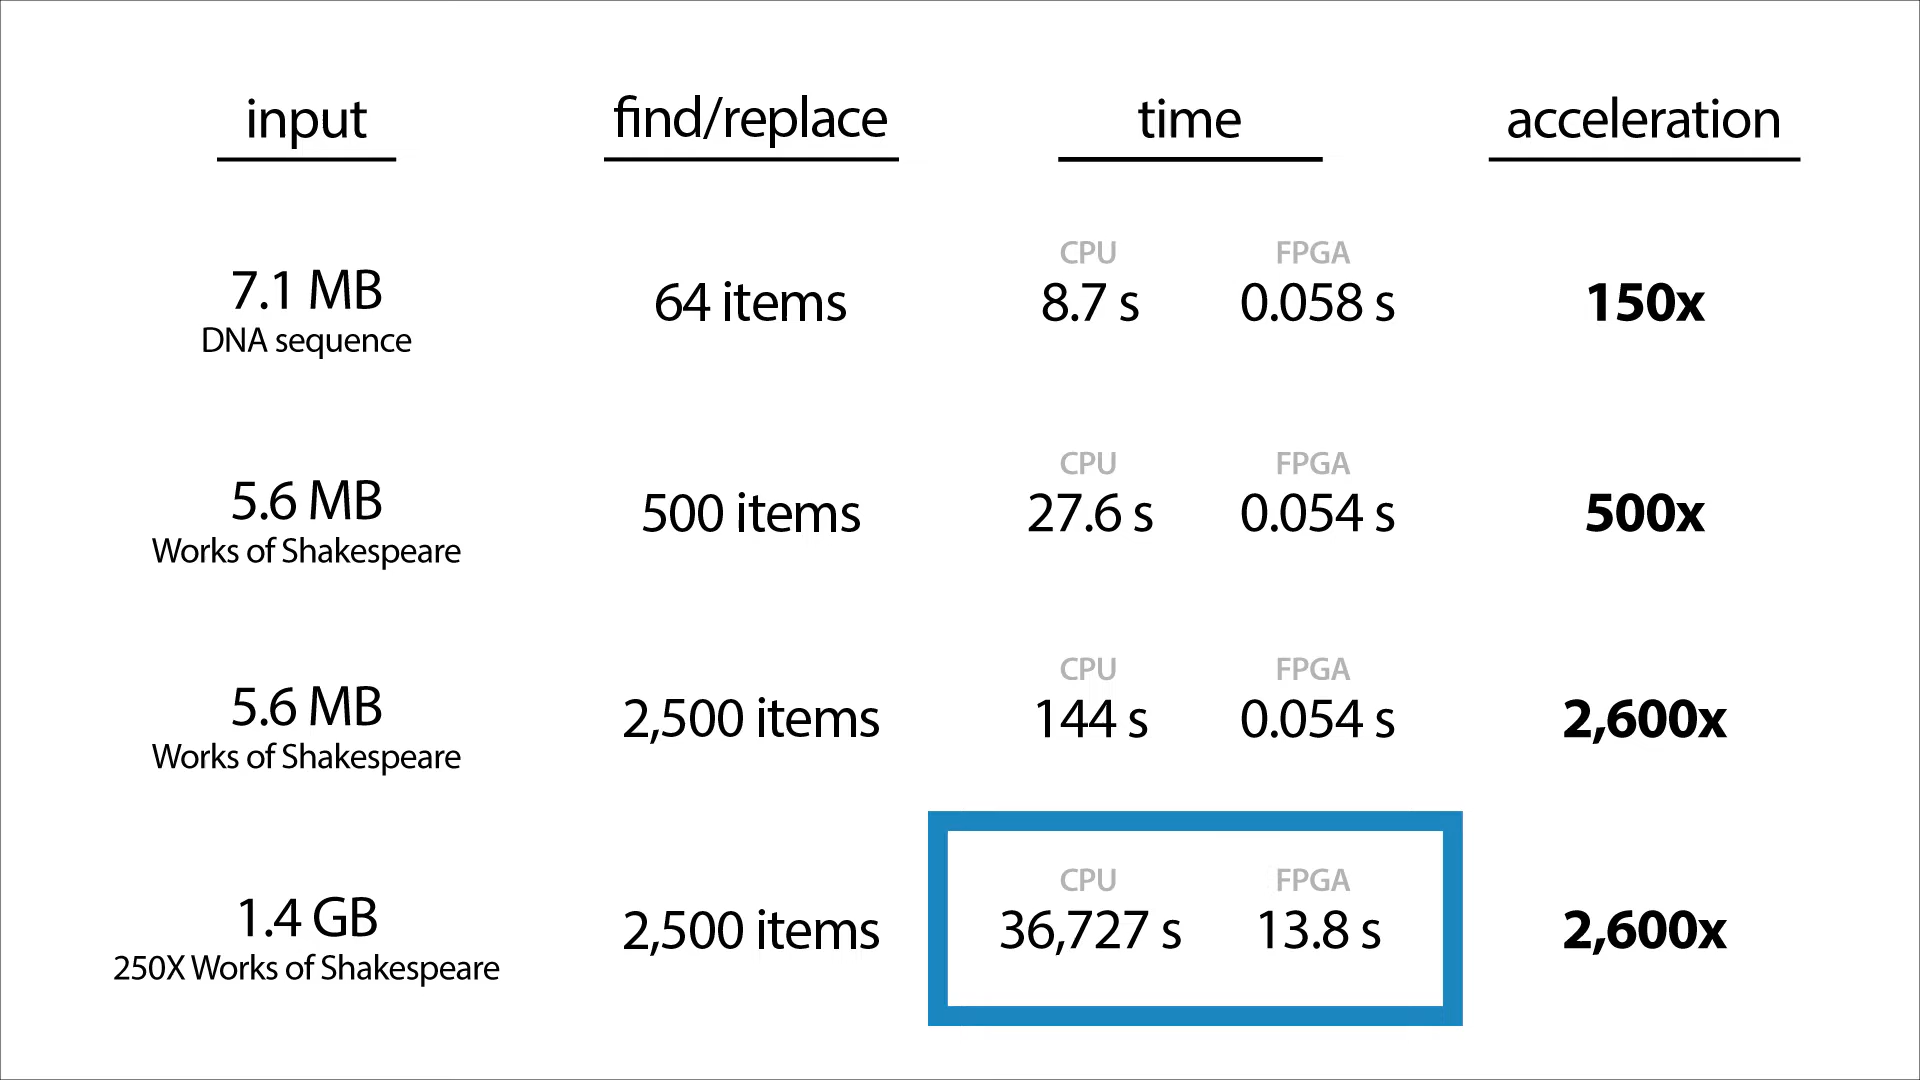 input find/replace time acceleration
CPU FPGA
7.1 MB 64 items 8.7 s 0.058 s 150x
DNA sequence
CPU FPGA
5.6 MB 500 items 27.6 s 0.054 s 500x
Works of Shakespeare
CPU FPGA
5.6 MB 2,500 items 144 s 0.054 s 2,600x
Works of Shakespeare
CPU FPGA
1.4 GB 2,500 items 36,727 s 13.8 s 2,600x
250X Works of Shakespeare